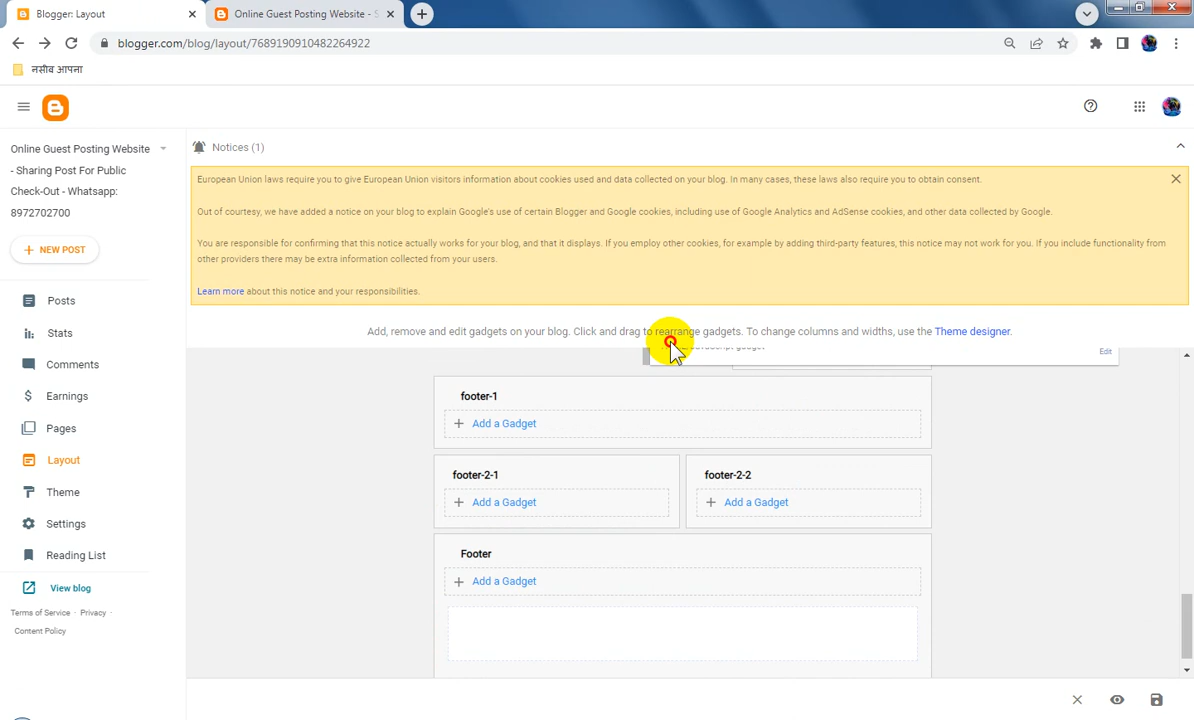 Blogger: Layout
Online Guest Posting Website - S
blogger.com/blog/layout/7689190910482264922
नसीब आपना
Online Guest Posting Website
- Sharing Post For Public
Check-Out - Whatsapp:
8972702700
NEW POST
Posts
Stats
Comments
Earnings
Pages
Layout
Theme
Settings
Reading List
View blog
Terms of Service · Privacy ·
Content Policy
Notices (1)
European Union laws require you to give European Union visitors information about cookies used and data collected on your blog. In many cases, these laws also require you to obtain consent.
Out of courtesy, we have added a notice on your blog to explain Google's use of certain Blogger and Google cookies, including use of Google Analytics and AdSense cookies, and other data collected by Google.
You are responsible for confirming that this notice actually works for your blog, and that it displays. If you employ other cookies, for example by adding third-party features, this notice may not work for you. If you include functionality from
other providers there may be extra information collected from your users.
Learn more about this notice and your responsibilities.
Add, remove and edit gadgets on your blog. Click and drag to rearrange gadgets. To change columns and widths, use the Theme designer.
gadget
Edit
footer-1
Add a Gadget
footer-2-1
Add a Gadget
footer-2-2
Add a Gadget
Footer
Add a Gadget